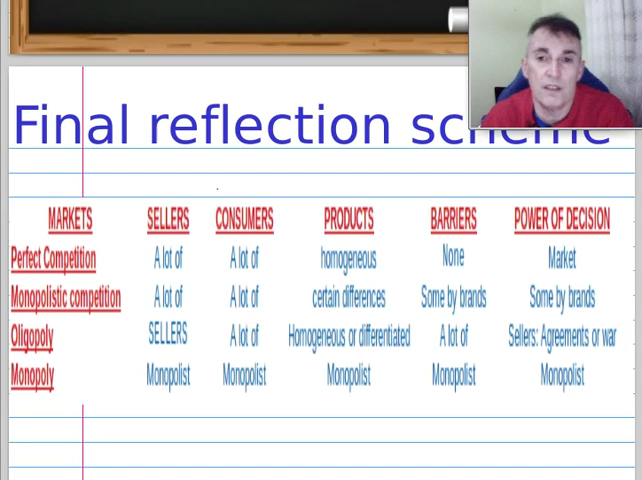 Final reflection scheme
MARKETS SELLERS CONSUMERS PRODUCTS BARRIERS POWER OF DECISION
Perfect Competition A lot of A lot of homogeneous None Market
Monopolistic competition A lot of A lot of certain differences Some by brands Some by brands
Oligopoly SELLERS A lot of Homogeneous or differentiated A lot of Sellers: Agreements or war
Monopoly Monopolist Monopolist Monopolist Monopolist Monopolist